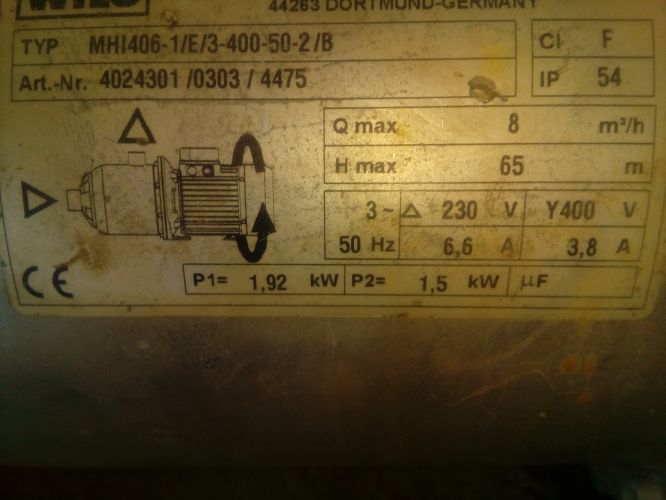 WILO
44263 DORTMUND-GERMANY
TYP MHI406-1/E/3-400-50-2/B
CI F
Art.-Nr. 4024301 /0303 / 4475
IP 54
Q max 8 m³/h
H max 65 m
3~ △ 230 V Y400 V
50 Hz 6,6 A 3,8 A
CE P1= 1,92 kW P2= 1,5 kW µF